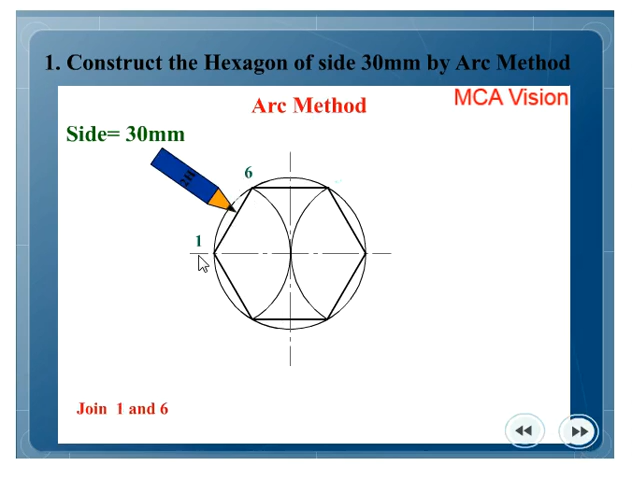 1. Construct the Hexagon of side 30mm by Arc Method
Arc Method
MCA Vision
Side= 30mm
2H
6
1
Join 1 and 6